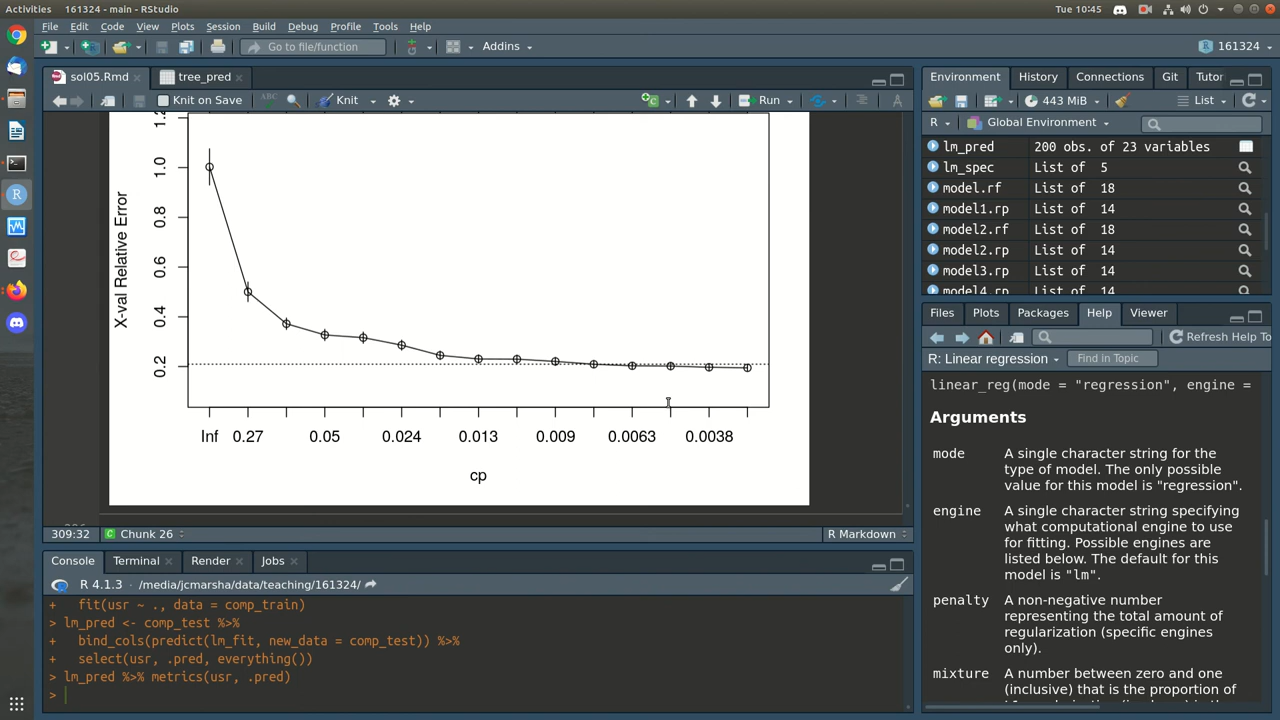 Activities 161324 - main - RStudio Tue 10:45
File Edit Code View Plots Session Build Debug Profile Tools Help
Go to file/function Addins 161324
sol05.Rmd tree_pred
Knit on Save ABC Knit Run
1.0
0.8
0.6
0.4
0.2
X-val Relative Error
Inf 0.27 0.05 0.024 0.013 0.009 0.0063 0.0038
cp
309:32 Chunk 26 R Markdown
Console Terminal Render Jobs
R 4.1.3 · /media/jcmarsha/data/teaching/161324/
+   fit(usr ~ ., data = comp_train)
> lm_pred <- comp_test %>%
+   bind_cols(predict(lm_fit, new_data = comp_test)) %>%
+   select(usr, .pred, everything())
> lm_pred %>% metrics(usr, .pred)
>
Environment History Connections Git Tutor
443 MiB List
R Global Environment
lm_pred 200 obs. of 23 variables
lm_spec List of 5
model.rf List of 18
model1.rp List of 14
model2.rf List of 18
model2.rp List of 14
model3.rp List of 14
model4.rp List of 14
Files Plots Packages Help Viewer
Refresh Help To
R: Linear regression Find in Topic
linear_reg(mode = "regression", engine =
Arguments
mode A single character string for the
type of model. The only possible
value for this model is "regression".
engine A single character string specifying
what computational engine to use
for fitting. Possible engines are
listed below. The default for this
model is "lm".
penalty A non-negative number
representing the total amount of
regularization (specific engines
only).
mixture A number between zero and one
(inclusive) that is the proportion of